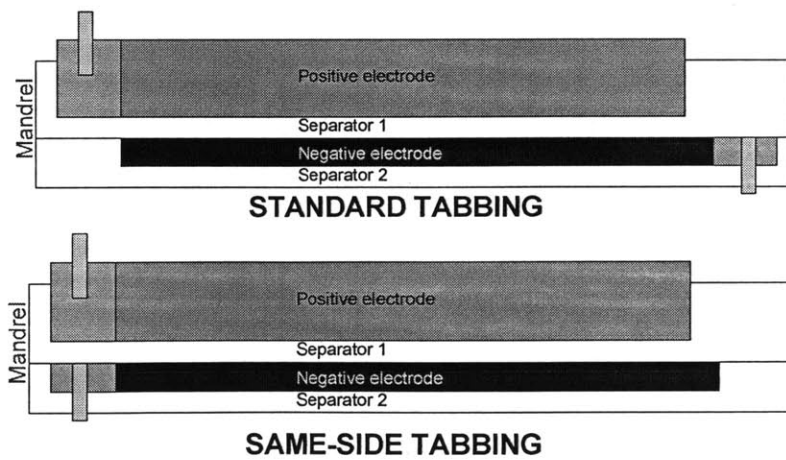 Mandrel
Positive electrode
Separator 1
Negative electrode
Separator 2
STANDARD TABBING
Mandrel
Positive electrode
Separator 1
Negative electrode
Separator 2
SAME-SIDE TABBING